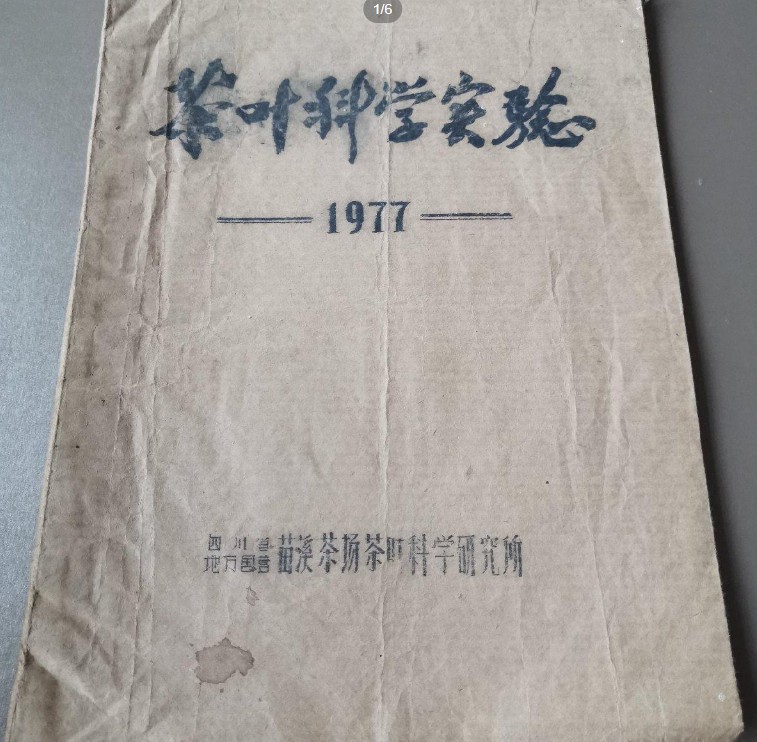 1/6
茶叶科学实验
1977
四川省
地方国营
苗溪茶场茶叶科学研究所